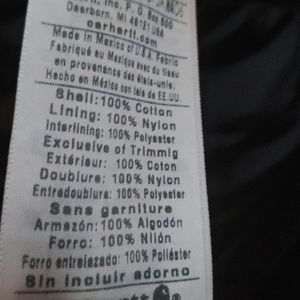 Inc. P. O. Box 600
Dearborn, MI 48121 USA
carhartt.com
Made in Mexico of U.S.A. Fabric
Fabriqué au Mexique avec du tissu
en provenance des états-unis.
Hecho en México con tela de EE.UU.
Shell: 100% Cotton
Lining: 100% Nylon
Interlining: 100% Polyester
Exclusive of Trimmig
Extérieur: 100% Coton
Doublure: 100% Nylon
Entredoublure: 100% Polyester
Sans garniture
Armazón: 100% Algodón
Forro: 100% Nilón
Forro entrelazado: 100% Poliéster
Sin incluir adorno